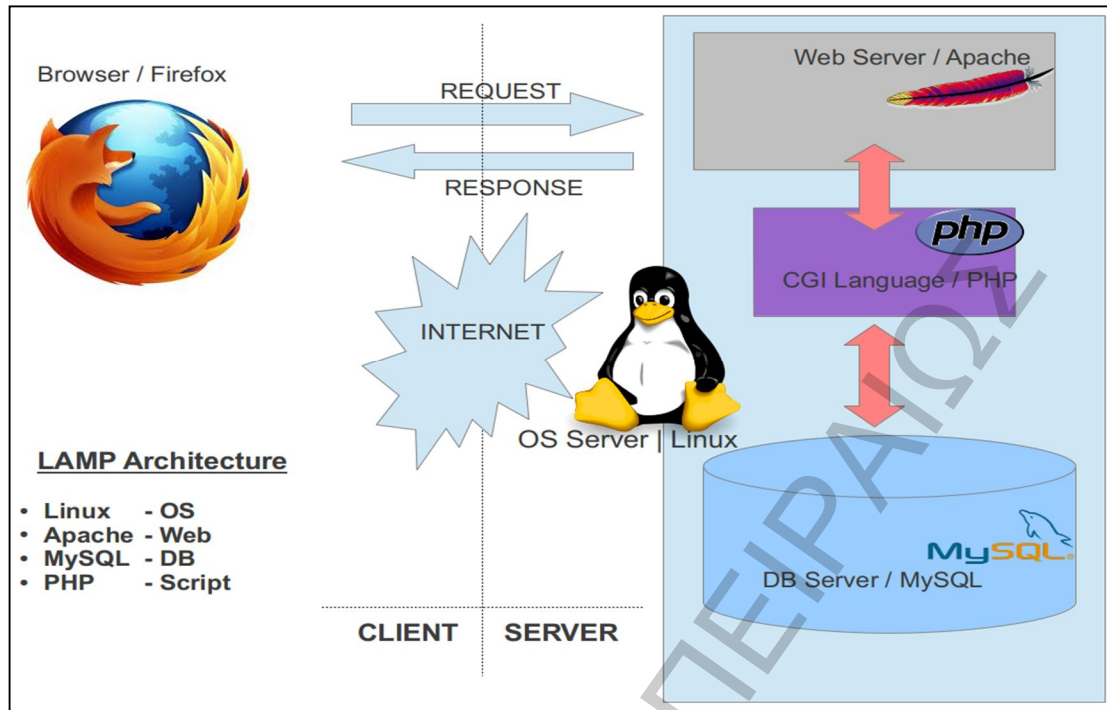 Browser / Firefox
REQUEST
RESPONSE
INTERNET
OS Server | Linux
Web Server / Apache
php
CGI Language / PHP
MySQL®
DB Server / MySQL
LAMP Architecture
• Linux - OS
• Apache - Web
• MySQL - DB
• PHP - Script
CLIENT SERVER
ΠΕΙΡΑΙΩΣ